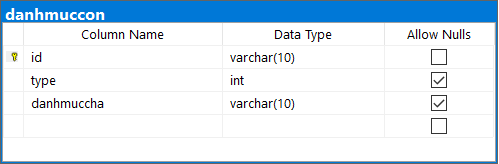 danhmuccon
Column Name Data Type Allow Nulls
id varchar(10)
type int
danhmuccha varchar(10)